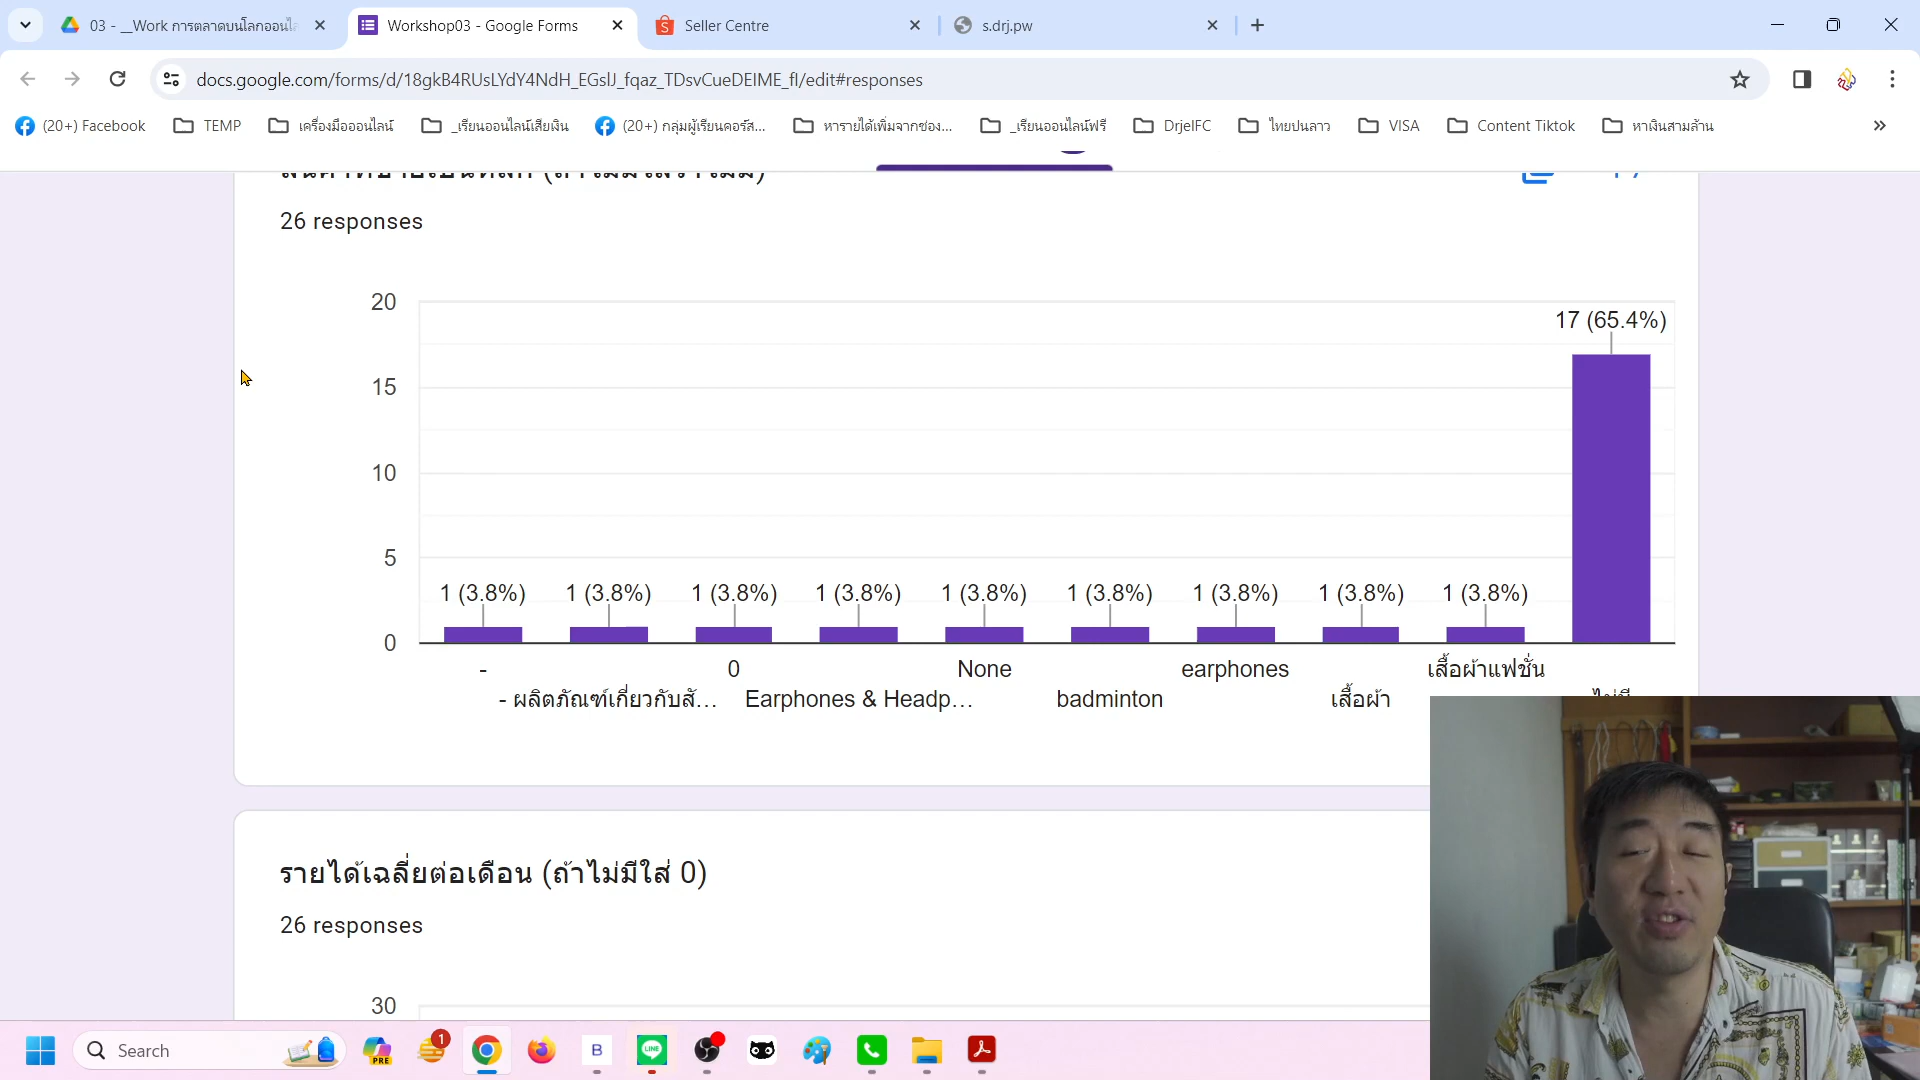 03 - __Work การตลาดบนโลกออนไล
Workshop03 - Google Forms
Seller Centre
s.drj.pw
docs.google.com/forms/d/18gkB4RUsLYdY4NdH_EGslJ_fqaz_TDsvCueDEIME_fI/edit#responses
(20+) Facebook
TEMP
เครื่องมือออนไลน์
_เรียนออนไลน์เสียเงิน
(20+) กลุ่มผู้เรียนคอร์ส...
หารายได้เพิ่มจากช่อง...
_เรียนออนไลน์ฟรี
DrjeIFC
ไทยปนลาว
VISA
Content Tiktok
หาเงินสามล้าน
26 responses
20
17 (65.4%)
15
10
5
1 (3.8%)
1 (3.8%)
1 (3.8%)
1 (3.8%)
1 (3.8%)
1 (3.8%)
1 (3.8%)
1 (3.8%)
1 (3.8%)
0
-
0
None
earphones
เสื้อผ้าแฟชั่น
- ผลิตภัณฑ์เกี่ยวกับสั...
Earphones & Headp...
badminton
เสื้อผ้า
รายได้เฉลี่ยต่อเดือน (ถ้าไม่มีใส่ 0)
26 responses
30
Search
PRE
1
B
LINE